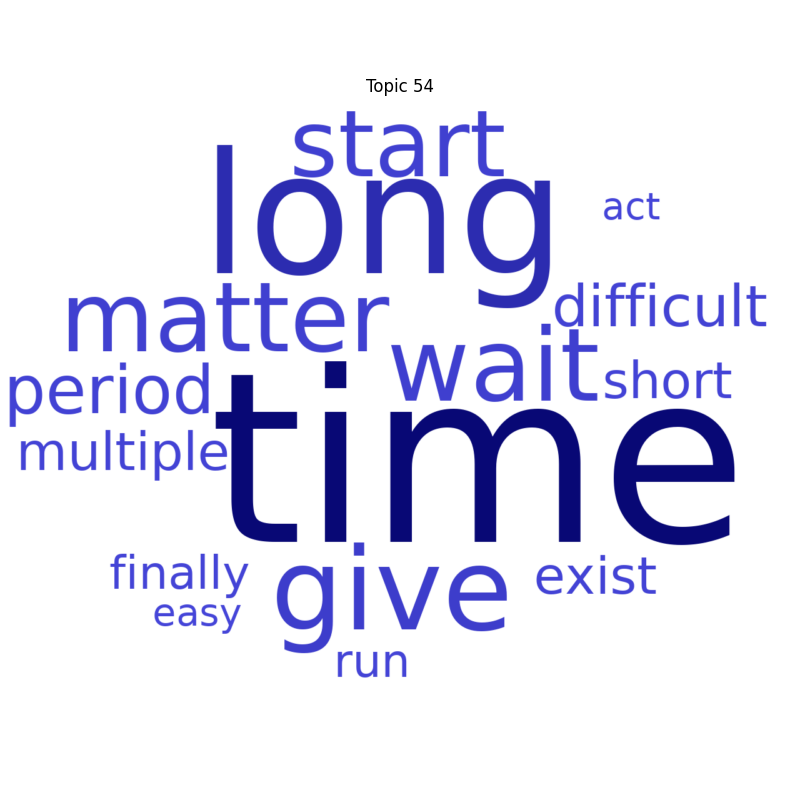 Topic 54
start
long
act
matter
difficult
wait
period
short
time
multiple
finally
give
exist
easy
run